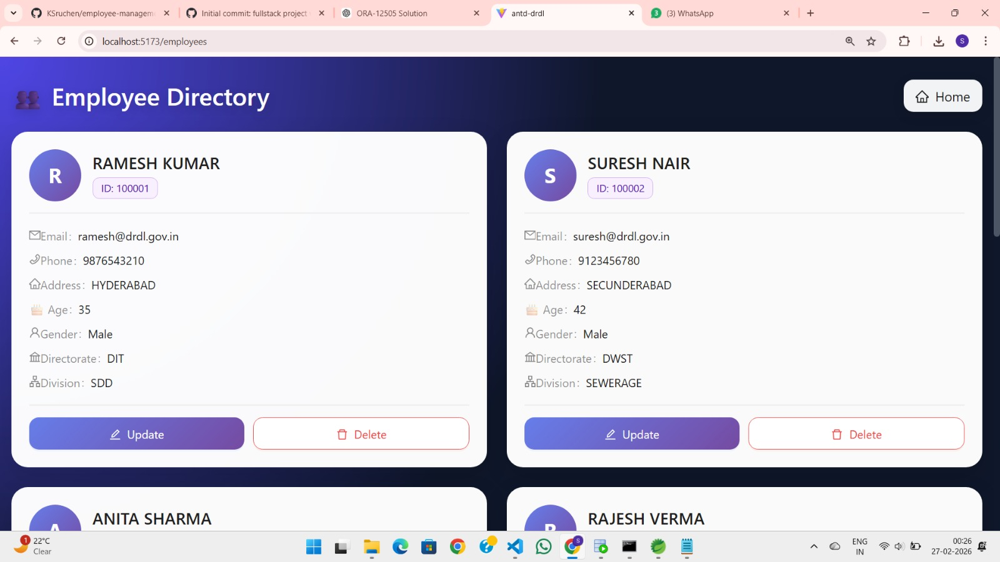 KSruchen/employee-managem
Initial commit: fullstack project
ORA-12505 Solution
antd-drdl
3
(3) WhatsApp
localhost:5173/employees
S
Employee Directory
Home
R
RAMESH KUMAR
ID: 100001
Email: ramesh@drdl.gov.in
Phone: 9876543210
Address: HYDERABAD
Age: 35
Gender: Male
Directorate: DIT
Division: SDD
Update
Delete
S
SURESH NAIR
ID: 100002
Email: suresh@drdl.gov.in
Phone: 9123456780
Address: SECUNDERABAD
Age: 42
Gender: Male
Directorate: DWST
Division: SEWERAGE
Update
Delete
A
ANITA SHARMA
R
RAJESH VERMA
1
22°C
Clear
S
ENG
IN
00:26
27-02-2026